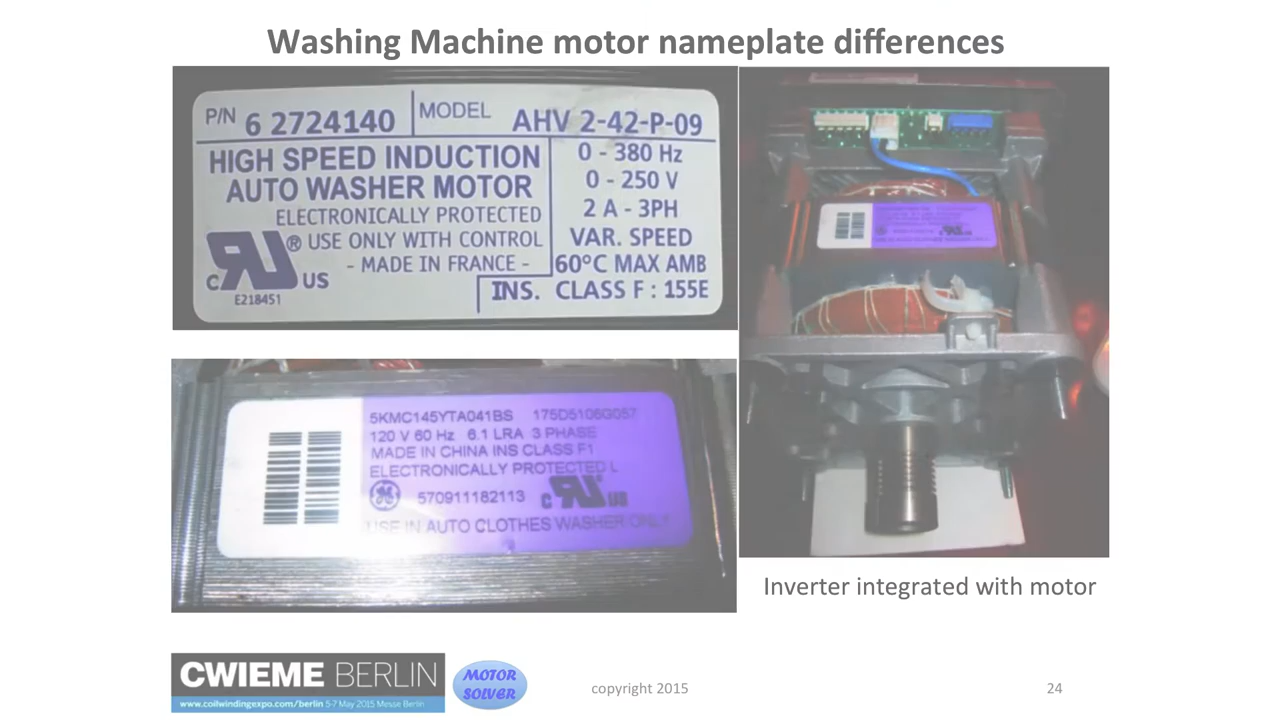 Washing Machine motor nameplate differences
P/N 6 2724140 MODEL AHV 2-42-P-09
HIGH SPEED INDUCTION
AUTO WASHER MOTOR
ELECTRONICALLY PROTECTED
® USE ONLY WITH CONTROL
- MADE IN FRANCE -
C US
E218451
0 - 380 Hz
0 - 250 V
2 A - 3PH
VAR. SPEED
60°C MAX AMB
INS. CLASS F : 155E
5KMC145YTA041BS 175D5106G057
120 V 60 Hz 6.1 LRA 3 PHASE
MADE IN CHINA INS CLASS F1
ELECTRONICALLY PROTECTED L
GE 570911182113 C US
USE IN AUTO CLOTHES WASHER ONLY
Inverter integrated with motor
CWIEME BERLIN
www.coilwindingexpo.com/berlin 5-7 May 2015 Messe Berlin
MOTOR
SOLVER
copyright 2015
24